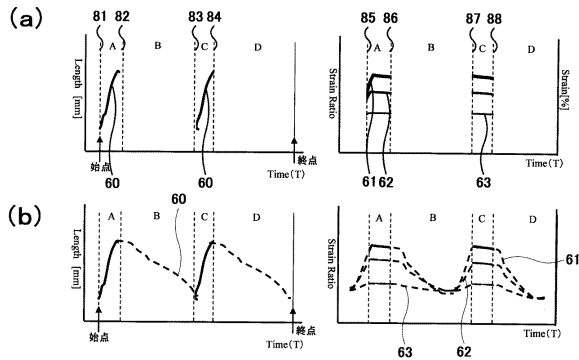 (a)
81 82 83 84
A B C D
Length [mm]
60 60
始点
終点
Time(T)
85 86 87 88
A B C D
Strain Ratio
Strain[%]
61 62 63
Time(T)
(b)
A B C D
60
Length [mm]
始点
終点
Time(T)
A B C D
61
Strain Ratio
63 62
Time(T)